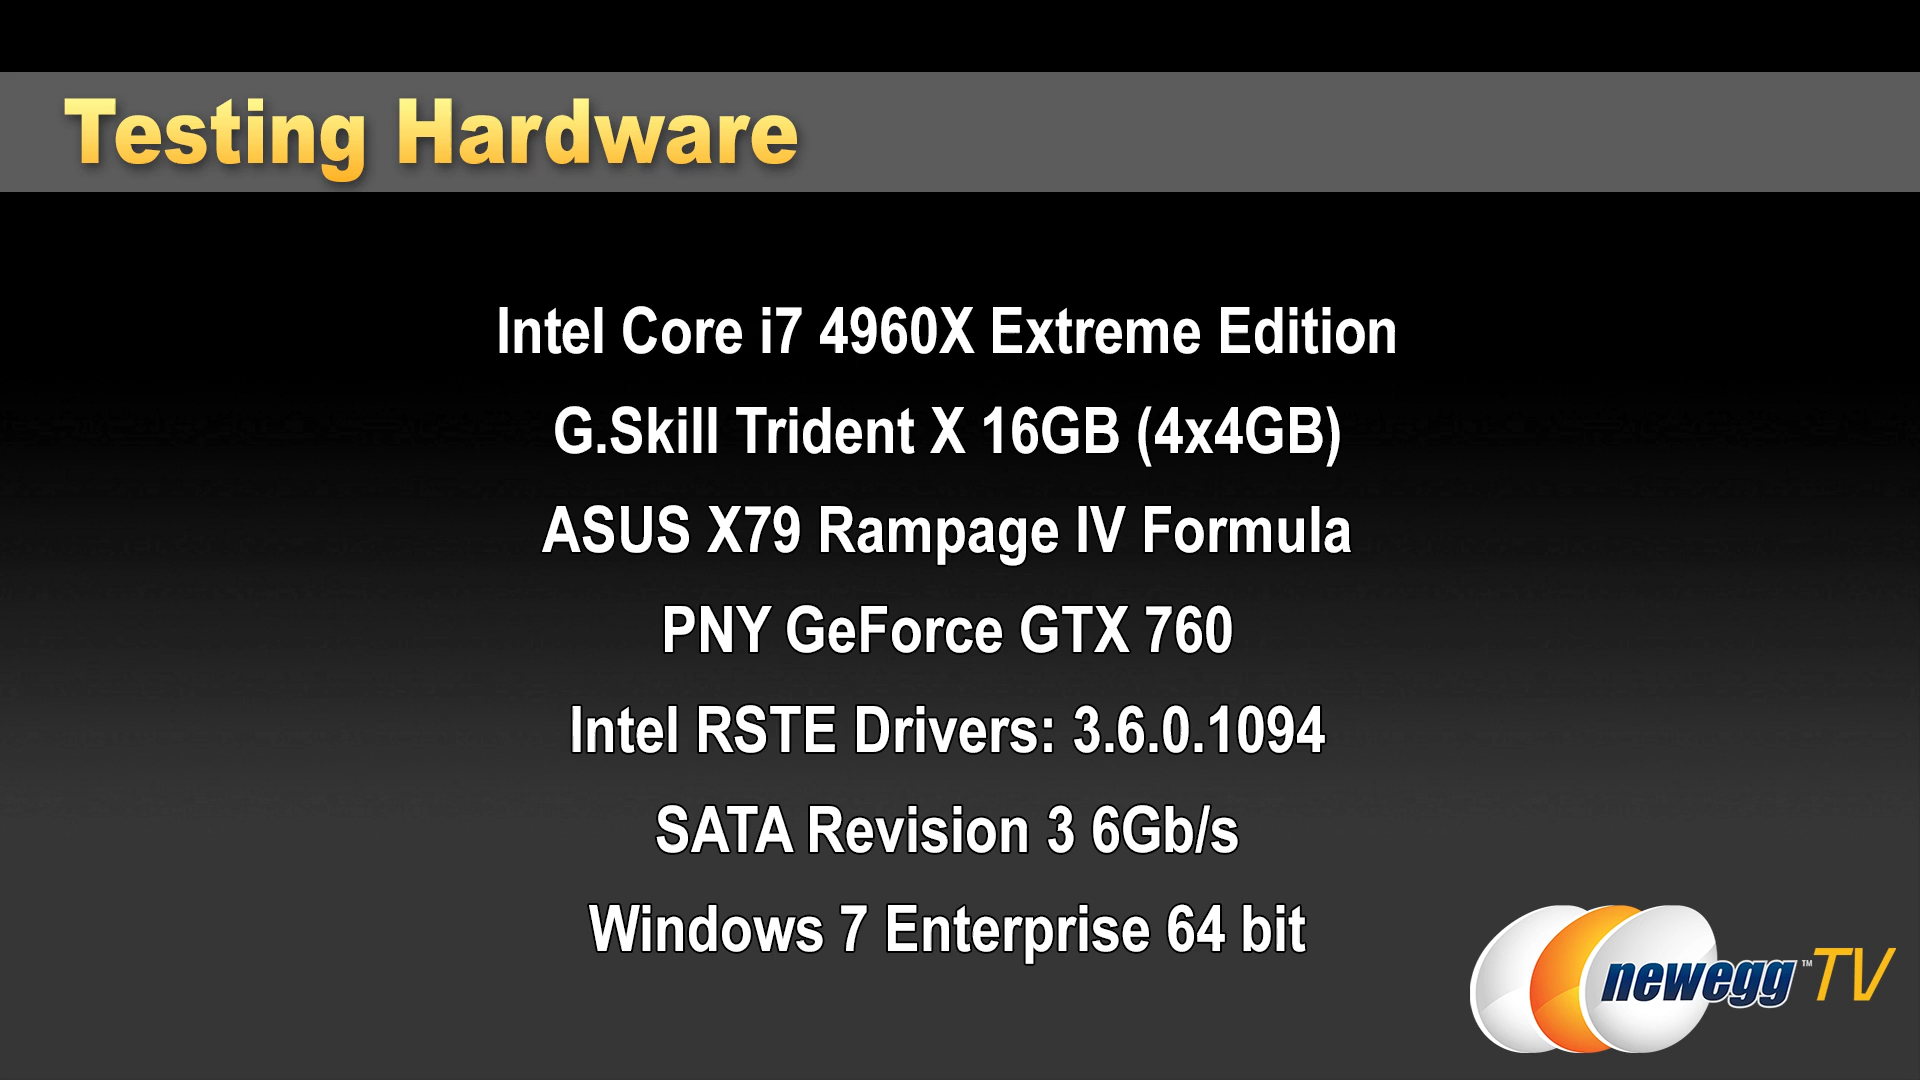 Testing Hardware
Intel Core i7 4960X Extreme Edition
G.Skill Trident X 16GB (4x4GB)
ASUS X79 Rampage IV Formula
PNY GeForce GTX 760
Intel RSTE Drivers: 3.6.0.1094
SATA Revision 3 6Gb/s
Windows 7 Enterprise 64 bit
newegg™ TV